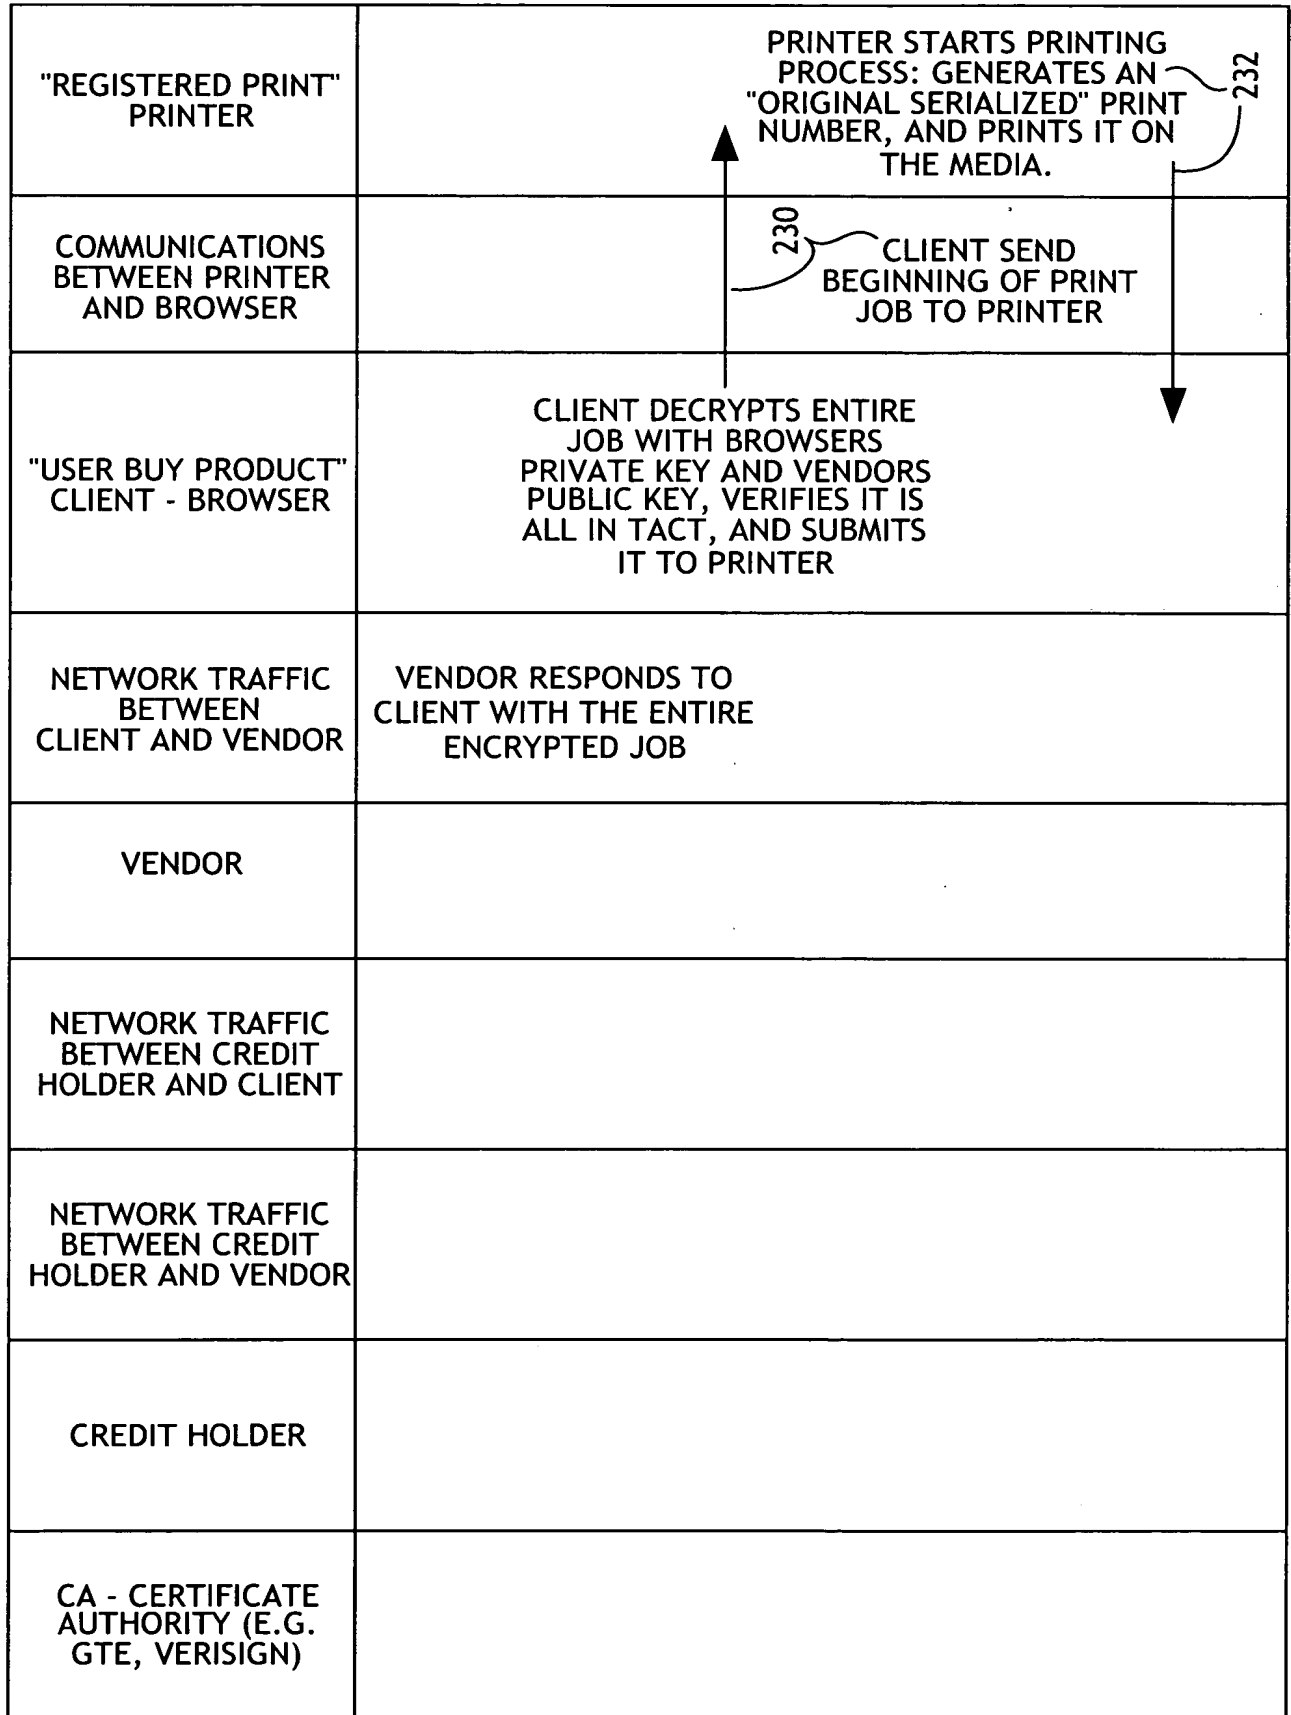 "REGISTERED PRINT"
PRINTER
PRINTER STARTS PRINTING
PROCESS: GENERATES AN
"ORIGINAL SERIALIZED" PRINT
NUMBER, AND PRINTS IT ON
THE MEDIA.
232
COMMUNICATIONS
BETWEEN PRINTER
AND BROWSER
230
CLIENT SEND
BEGINNING OF PRINT
JOB TO PRINTER
"USER BUY PRODUCT"
CLIENT - BROWSER
CLIENT DECRYPTS ENTIRE
JOB WITH BROWSERS
PRIVATE KEY AND VENDORS
PUBLIC KEY, VERIFIES IT IS
ALL IN TACT, AND SUBMITS
IT TO PRINTER
NETWORK TRAFFIC
BETWEEN
CLIENT AND VENDOR
VENDOR RESPONDS TO
CLIENT WITH THE ENTIRE
ENCRYPTED JOB
VENDOR
NETWORK TRAFFIC
BETWEEN CREDIT
HOLDER AND CLIENT
NETWORK TRAFFIC
BETWEEN CREDIT
HOLDER AND VENDOR
CREDIT HOLDER
CA - CERTIFICATE
AUTHORITY (E.G.
GTE, VERISIGN)